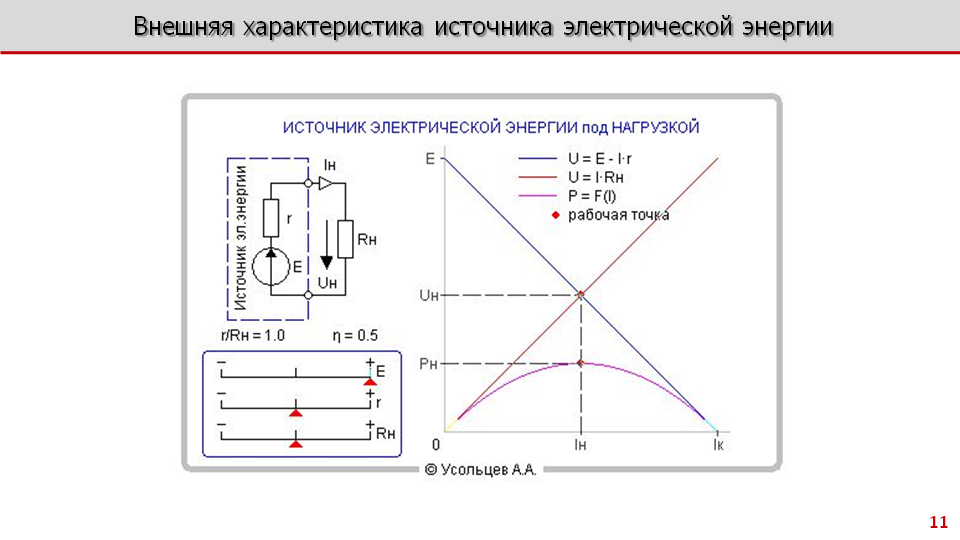 Внешняя характеристика источника электрической энергии
ИСТОЧНИК ЭЛЕКТРИЧЕСКОЙ ЭНЕРГИИ под НАГРУЗКОЙ
Источник эл.энергии
Iн
r
Rн
E
Uн
r/Rн = 1.0
η = 0.5
− + E
− + r
− + Rн
E
U = E - I·r
U = I·Rн
P = F(I)
рабочая точка
Uн
Pн
0
Iн
Iк
© Усольцев А.А.
11